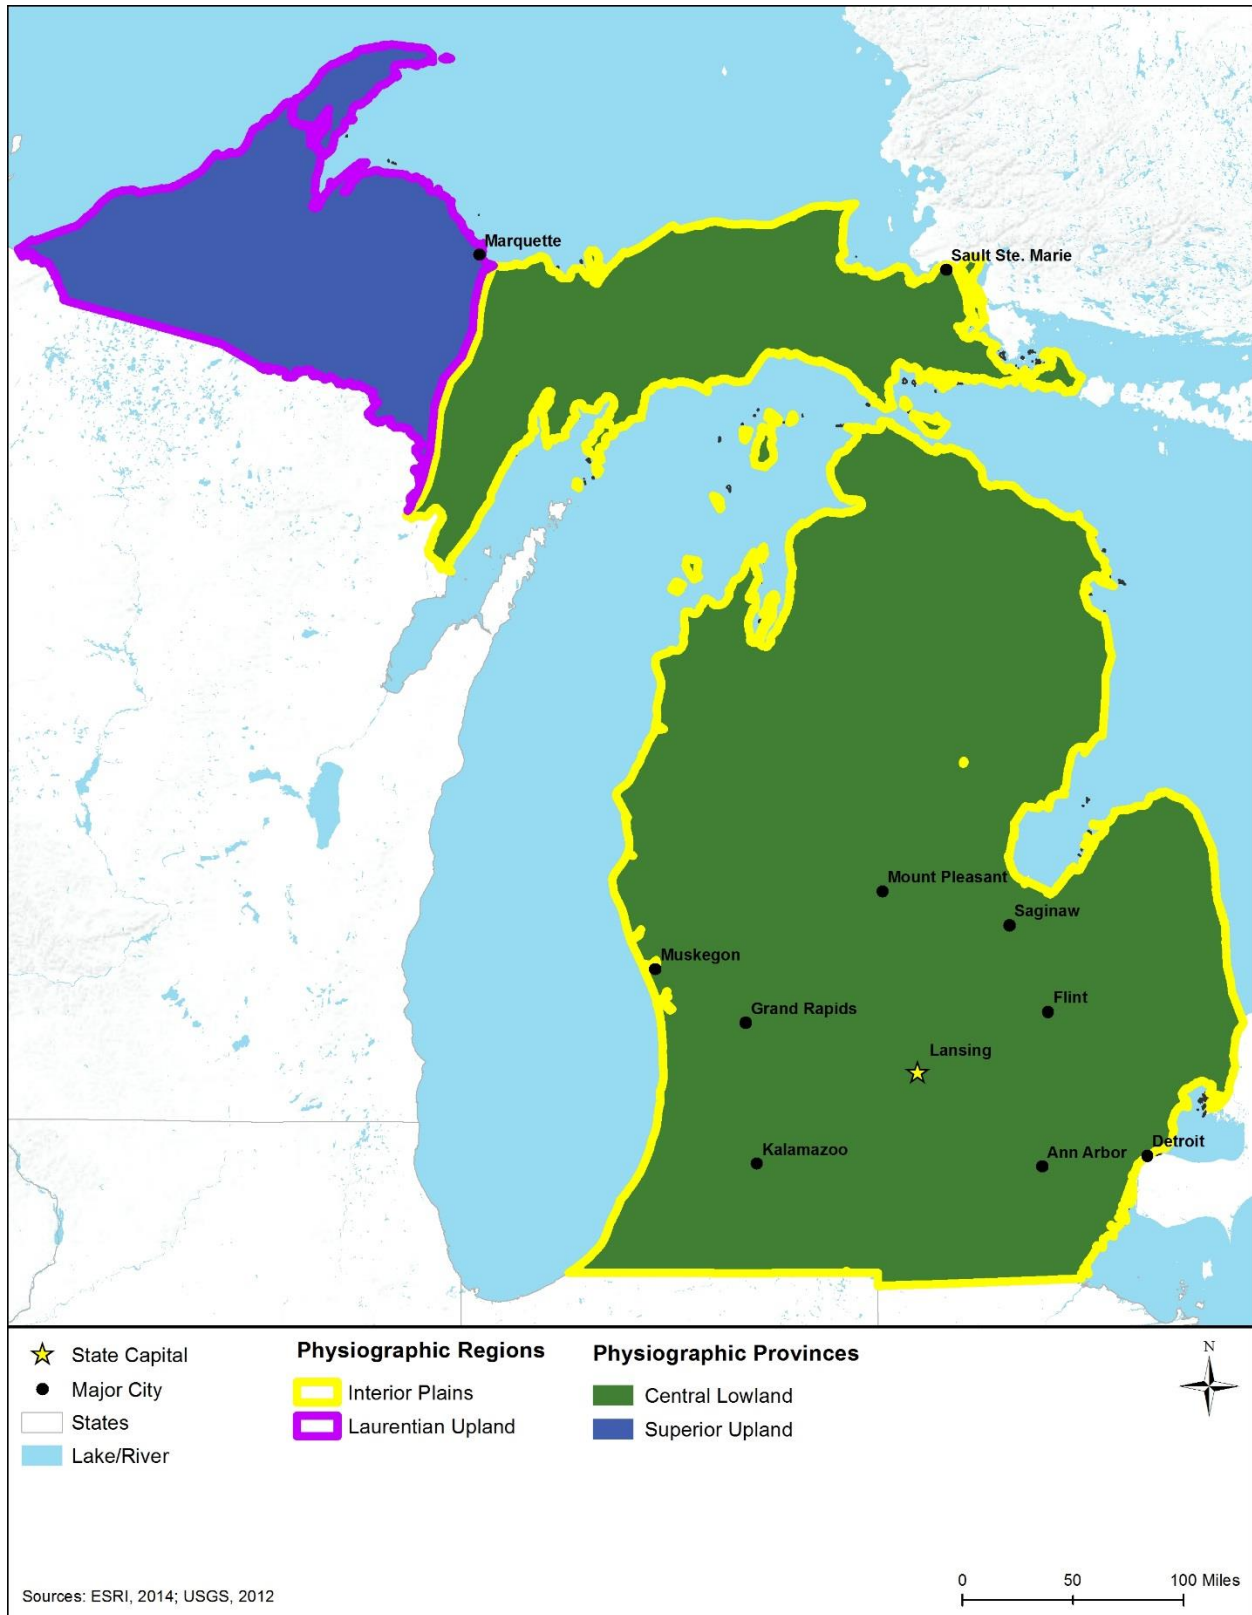 Marquette
Sault Ste. Marie
Mount Pleasant
Saginaw
Muskegon
Grand Rapids
Flint
Lansing
Kalamazoo
Ann Arbor
Detroit
State Capital
Major City
States
Lake/River
Physiographic Regions
Interior Plains
Laurentian Upland
Physiographic Provinces
Central Lowland
Superior Upland
N
Sources: ESRI, 2014; USGS, 2012
0 50 100 Miles